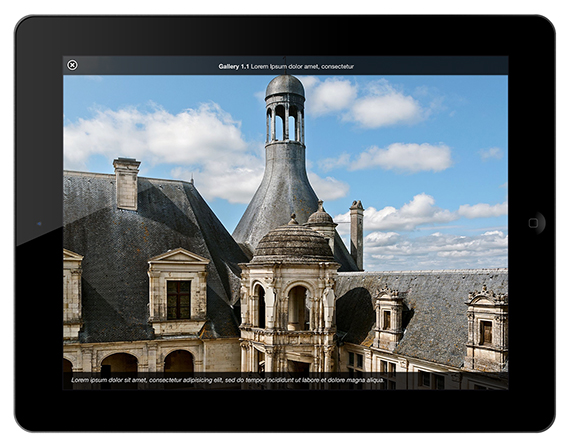 Gallery 1.1 Lorem Ipsum dolor amet, consectetur
Lorem ipsum dolor sit amet, consectetur adipisicing elit, sed do tempor incididunt ut labore et dolore magna aliqua.